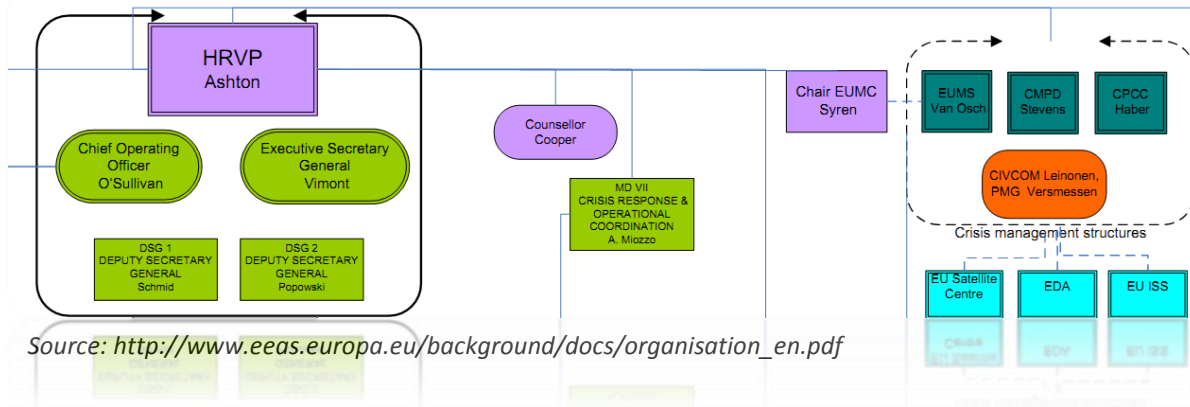 HRVP
Ashton
Chief Operating
Officer
O'Sullivan
Executive Secretary
General
Vimont
DSG 1
DEPUTY SECRETARY
GENERAL
Schmid
DSG 2
DEPUTY SECRETARY
GENERAL
Popowski
Counsellor
Cooper
MD VII
CRISIS RESPONSE &
OPERATIONAL
COORDINATION
A. Miozzo
Chair EUMC
Syren
EUMS
Van Osch
CMPD
Stevens
CPCC
Haber
CIVCOM Leinonen,
PMG Versmessen
Crisis management structures
EU Satellite
Centre
EDA
EU ISS
Source: http://www.eeas.europa.eu/background/docs/organisation_en.pdf